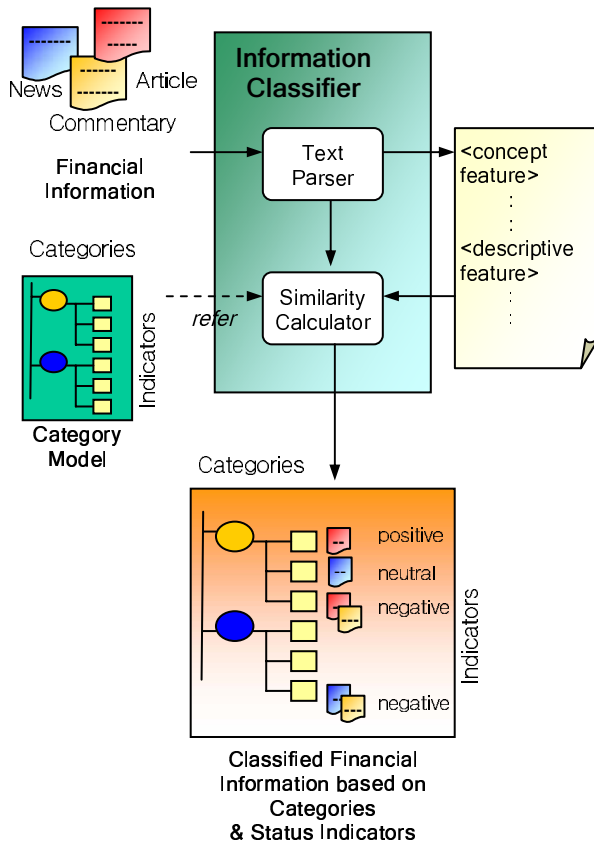 News
Article
Commentary
Financial
Information
Information
Classifier
Text
Parser
<concept
feature>
:
:
<descriptive
feature>
:
:
Categories
Indicators
refer
Similarity
Calculator
Category
Model
Categories
positive
neutral
negative
negative
Indicators
Classified Financial
Information based on
Categories
& Status Indicators